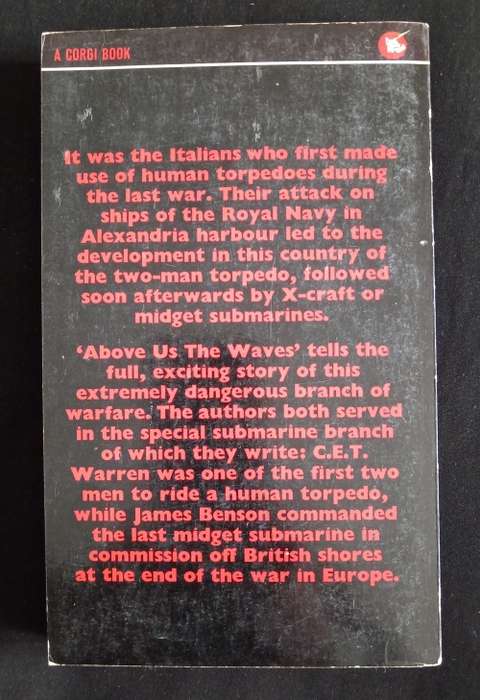 A CORGI BOOK
It was the Italians who first made
use of human torpedoes during
the last war. Their attack on
ships of the Royal Navy in
Alexandria harbour led to the
development in this country of
the two-man torpedo, followed
soon afterwards by X-craft or
midget submarines.
‘Above Us The Waves’ tells the
full, exciting story of this
extremely dangerous branch of
warfare. The authors both served
in the special submarine branch
of which they write: C.E.T.
Warren was one of the first two
men to ride a human torpedo,
while James Benson commanded
the last midget submarine in
commission off British shores
at the end of the war in Europe.